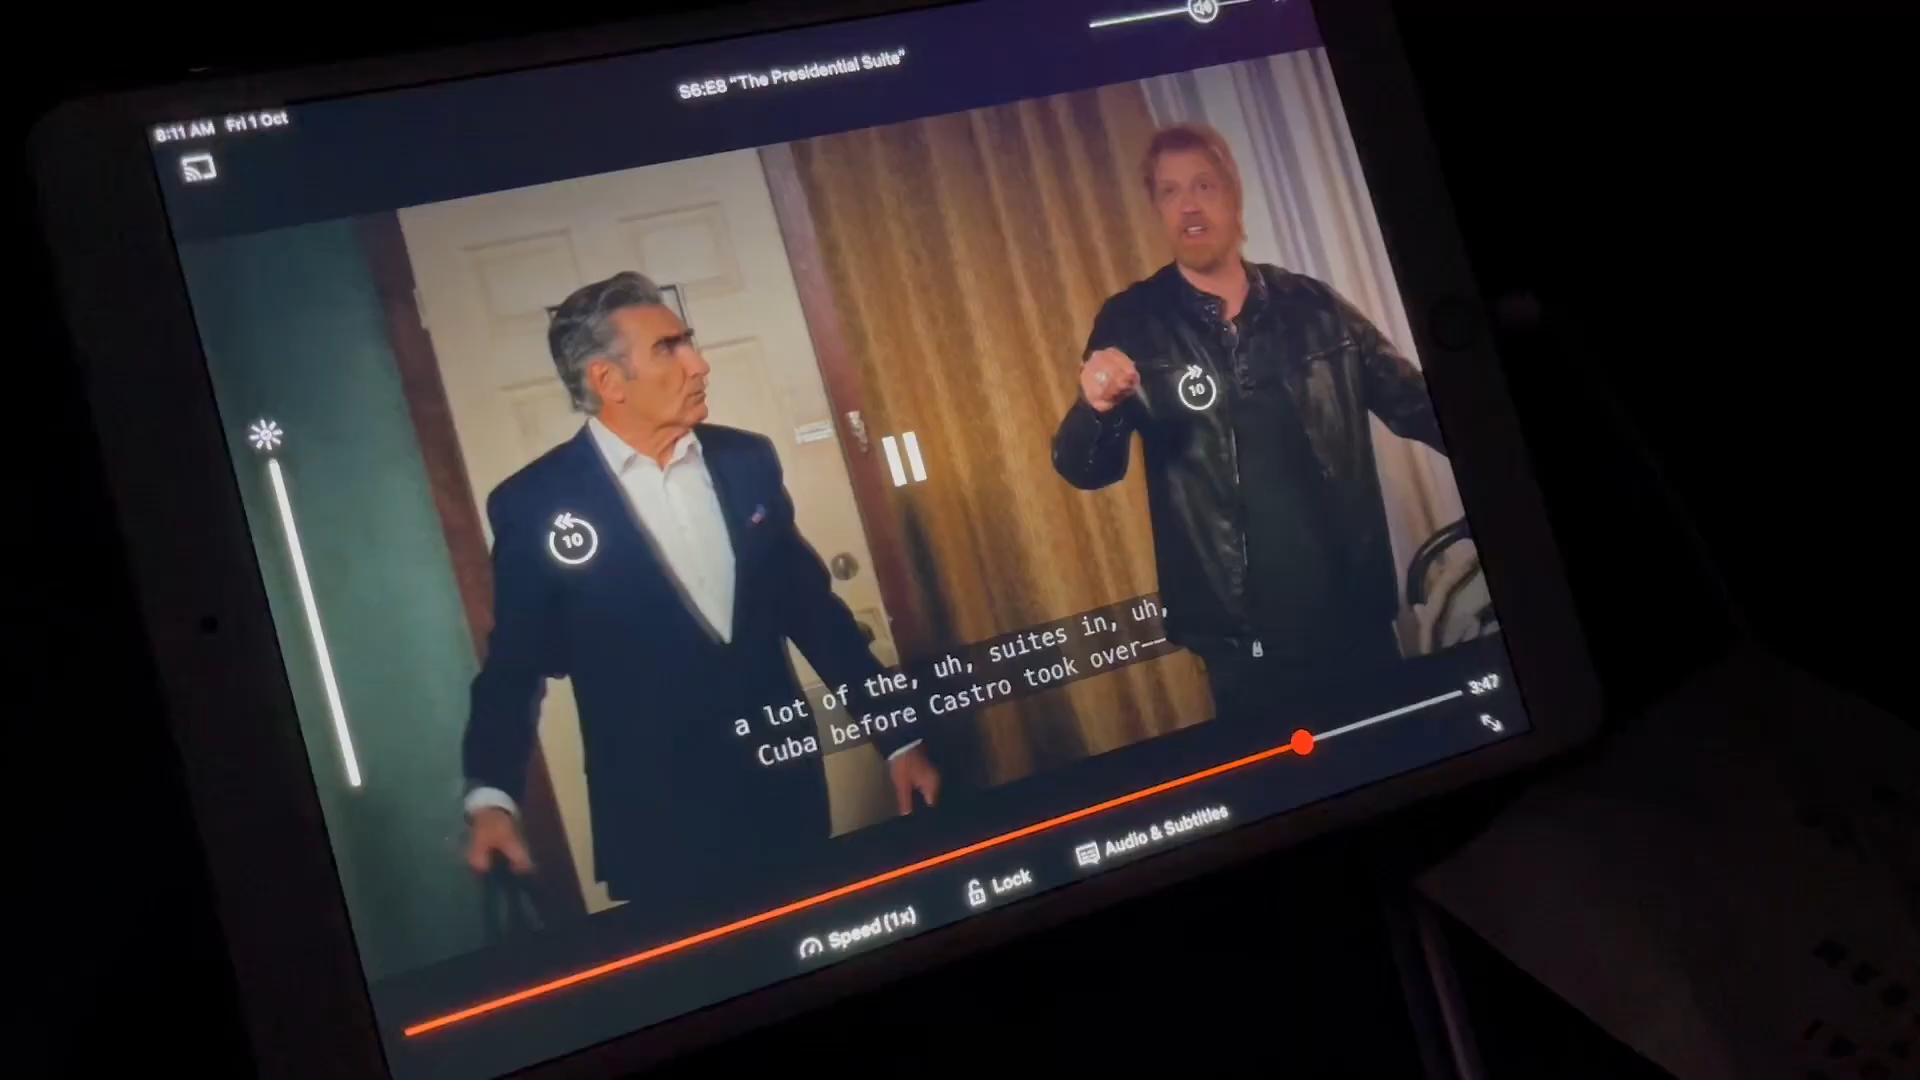 S6:E8 "The Presidential Suite"
8:11 AM Fri 1 Oct
10
10
a lot of the, uh, suites in, uh,
Cuba before Castro took over--
3:47
Speed (1x) Lock Audio & Subtitles